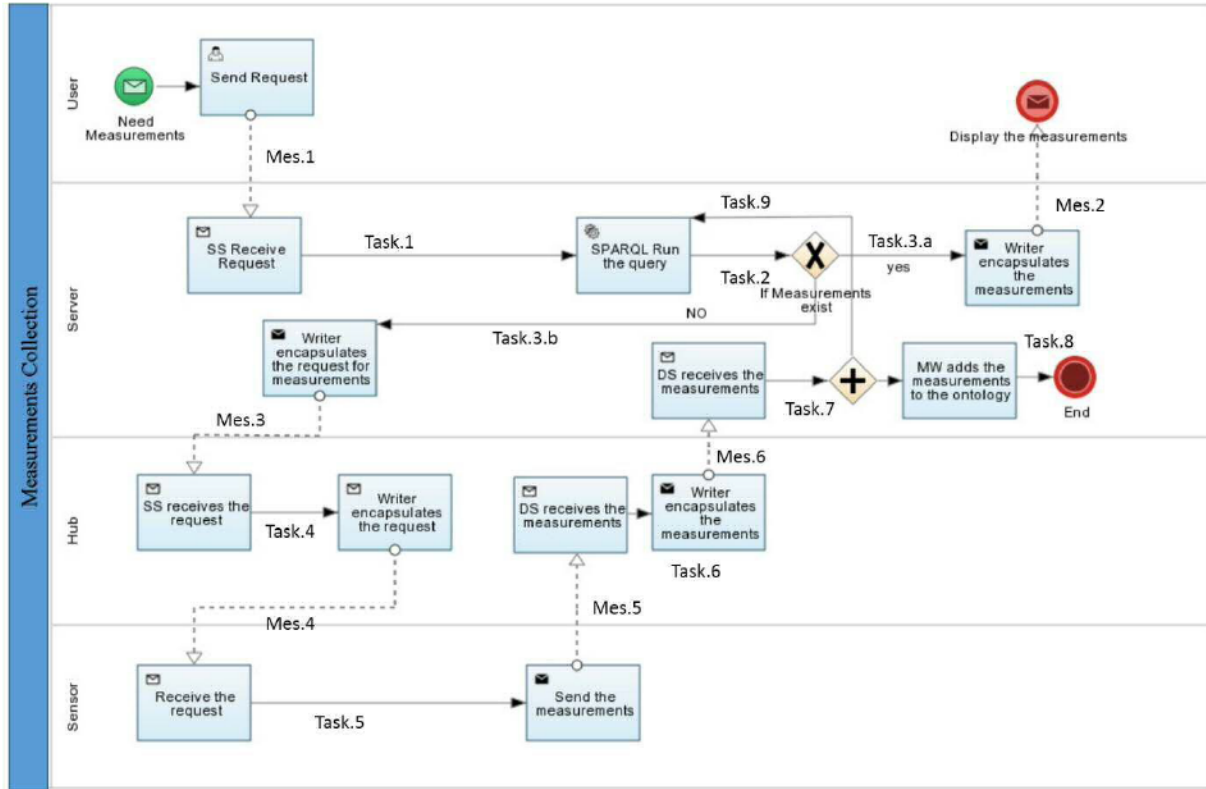 Measurements Collection
User
Need
Measurements
Send Request
Mes.1
Display the measurements
Mes.2
Server
SS Receive
Request
Task.1
SPARQL Run
the query
Task.9
Task.2
If Measurements
exist
Task.3.a
yes
Writer
encapsulates
the
measurements
NO
Task.3.b
Writer
encapsulates
the request for
measurements
DS receives the
measurements
Task.7
MW adds the
measurements
to the ontology
Task.8
End
Mes.3
Mes.6
Hub
SS receives the
request
Task.4
Writer
encapsulates
the request
DS receives the
measurements
Writer
encapsulates
the
measurements
Task.6
Mes.4
Mes.5
Sensor
Receive the
request
Task.5
Send the
measurements